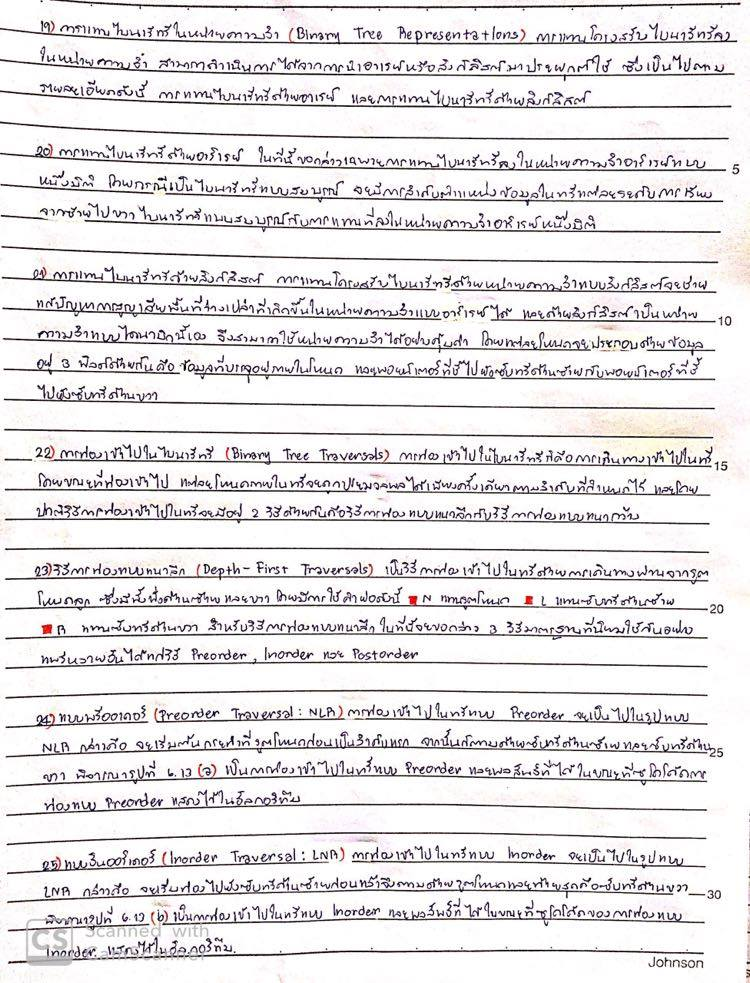 19) การแทนไบนารีทรีในหน่วยความจำ (Binary Tree Representations) การแทนโครงสร้างไบนารีทรีลง
ในหน่วยความจำ สามารถดำเนินการได้จากการนำอาร์เรย์หรือลิงก์ลิสต์มาประยุกต์ใช้ ซึ่งเป็นไปตาม
รายละเอียดดังนี้ การแทนไบนารีทรีด้วยอาร์เรย์ และการแทนไบนารีทรีด้วยลิงก์ลิสต์
20) การแทนไบนารีทรีด้วยอาร์เรย์ ในที่นี้ขอกล่าวเฉพาะการแทนไบนารีทรีลงในหน่วยความจำอาร์เรย์แบบ
5
หนึ่งมิติ โดยกรณีเป็นไบนารีทรีแบบสมบูรณ์ จะมีการลำดับตำแหน่งข้อมูลในทรีแต่ละระดับการเรียง
จากซ้ายไปขวา ไบนารีทรีแบบสมบูรณ์กับการแทนที่ลงในหน่วยความจำอาร์เรย์หนึ่งมิติ
21) การแทนไบนารีทรีด้วยลิงก์ลิสต์ การแทนโครงสร้างไบนารีทรีด้วยหน่วยความจำแบบลิงก์ลิสต์จะช่วย
แก้ปัญหาการสูญเสียพื้นที่ว่างเปล่าที่เกิดขึ้นในหน่วยความจำแบบอาร์เรย์ได้ และด้วยลิงก์ลิสต์เป็นหน่วย
10
ความจำแบบไดนามิกนี้เอง จึงสามารถใช้หน่วยความจำได้อย่างคุ้มค่า โดยแต่ละโหนดจะประกอบด้วยข้อมูล
อยู่ 3 ฟิลด์ด้วยกันคือ ข้อมูลที่บรรจุอยู่ภายในโหนด และพอยน์เตอร์ที่ชี้ไปยังซับทรีด้านซ้ายกับพอยน์เตอร์ที่ชี้
ไปยังซับทรีด้านขวา
22) การท่องเข้าไปในไบนารีทรี (Binary Tree Traversals) การท่องเข้าไปในไบนารีทรีก็คือการเดินทางเข้าไปในทรี
15
โดยขณะที่ท่องเข้าไป แต่ละโหนดภายในทรีจะถูกประมวลผลได้เพียงครั้งเดียวตามลำดับที่กำหนดไว้ และโดย
ปกติวิธีการท่องเข้าไปในทรีจะมีอยู่ 2 วิธีด้วยกันคือวิธีการท่องแบบแนวลึกกับวิธีการท่องแบบแนวกว้าง
23) วิธีการท่องแบบแนวลึก (Depth-First Traversals) เป็นวิธีการท่องเข้าไปในทรีด้วยการเดินทางผ่านจากรูต
โหนดลูก ซึ่งมีทั้งฝั่งด้านซ้ายและขวา โดยมีการใช้คำย่อดังนี้ N แทนรูตโหนด L แทนซับทรีด้านซ้าย
20
R แทนซับทรีด้านขวา สำหรับวิธีการท่องแบบแนวลึก ในที่นี้จะขอกล่าว 3 วิธีมาตรฐานที่นิยมใช้กันอย่าง
แพร่หลายอันได้แก่วิธี Preorder, Inorder และ Postorder
24) แบบพรีออเดอร์ (Preorder Traversal : NLR) การท่องเข้าไปในทรีแบบ Preorder จะเป็นไปในรูปแบบ
NLR กล่าวคือ จะเริ่มต้นกระทำที่รูตโหนดก่อนเป็นลำดับแรก จากนั้นก็ตามด้วยซับทรีด้านซ้ายและซับทรีด้าน
25
ขวา พิจารณารูปที่ 6.13 (a) เป็นการท่องเข้าไปในทรีแบบ Preorder และผลลัพธ์ที่ได้ ในขณะที่ซูโดโค้ดการ
ท่องแบบ Preorder แสดงไว้ในอัลกอริทึม
25) แบบอินออร์เดอร์ (Inorder Traversal : LNR) การท่องเข้าไปในทรีแบบ Inorder จะเป็นไปในรูปแบบ
LNR กล่าวคือ จะเริ่มท่องไปยังซับทรีด้านซ้ายก่อนแล้วจึงตามด้วยรูตโหนดและท้ายสุดคือซับทรีด้านขวา
30
พิจารณารูปที่ 6.13 (b) เป็นการท่องเข้าไปในทรีแบบ Inorder และผลลัพธ์ที่ได้ ในขณะที่ซูโดโค้ดของการท่องแบบ
Inorder แสดงไว้ในอัลกอริทึม.
CS Scanned with
CamScanner
Johnson